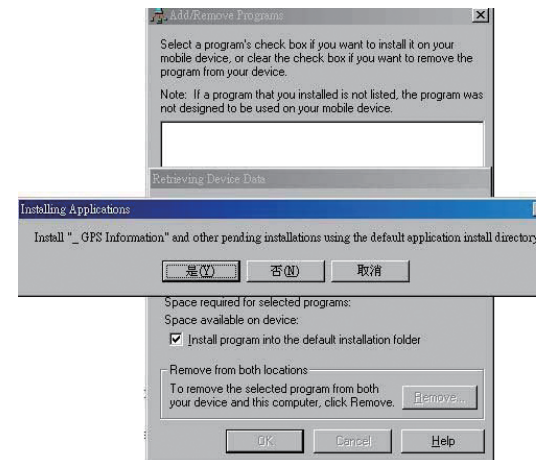 Add/Remove Programs
Select a program's check box if you want to install it on your
mobile device, or clear the check box if you want to remove the
program from your device.
Note: If a program that you installed is not listed, the program was
not designed to be used on your mobile device.
Retrieving Device Data
Installing Applications
Install "_ GPS Information" and other pending installations using the default application install directory
是(Y)
否(N)
取消
Space required for selected programs:
Space available on device:
Install program into the default installation folder
Remove from both locations
To remove the selected program from both
your device and this computer, click Remove.
Remove...
OK
Cancel
Help